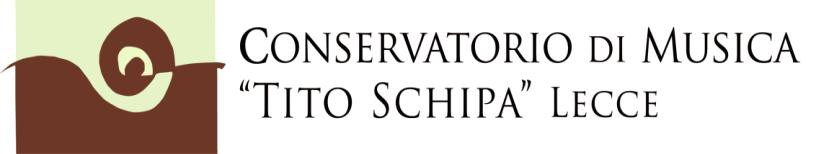 CONSERVATORIO DI MUSICA
“TITO SCHIPA” LECCE